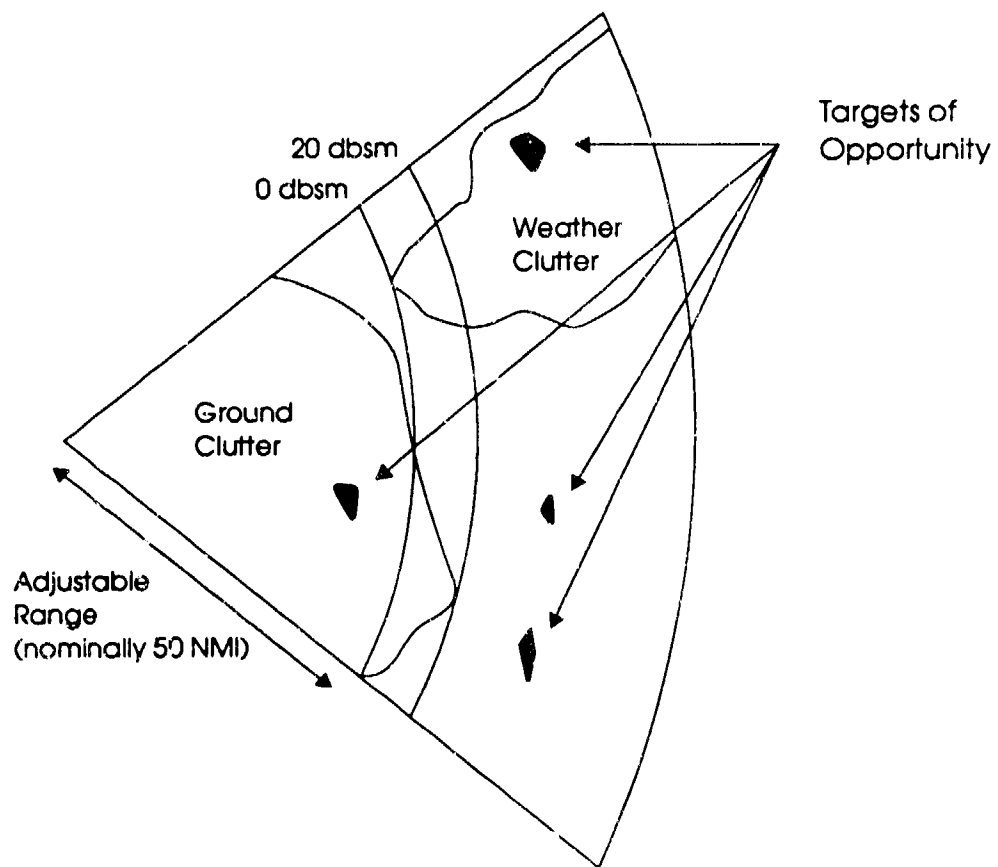 Targets of
Opportunity
20 dbsm
0 dbsm
Weather
Clutter
Ground
Clutter
Adjustable
Range
(nominally 50 NMI)